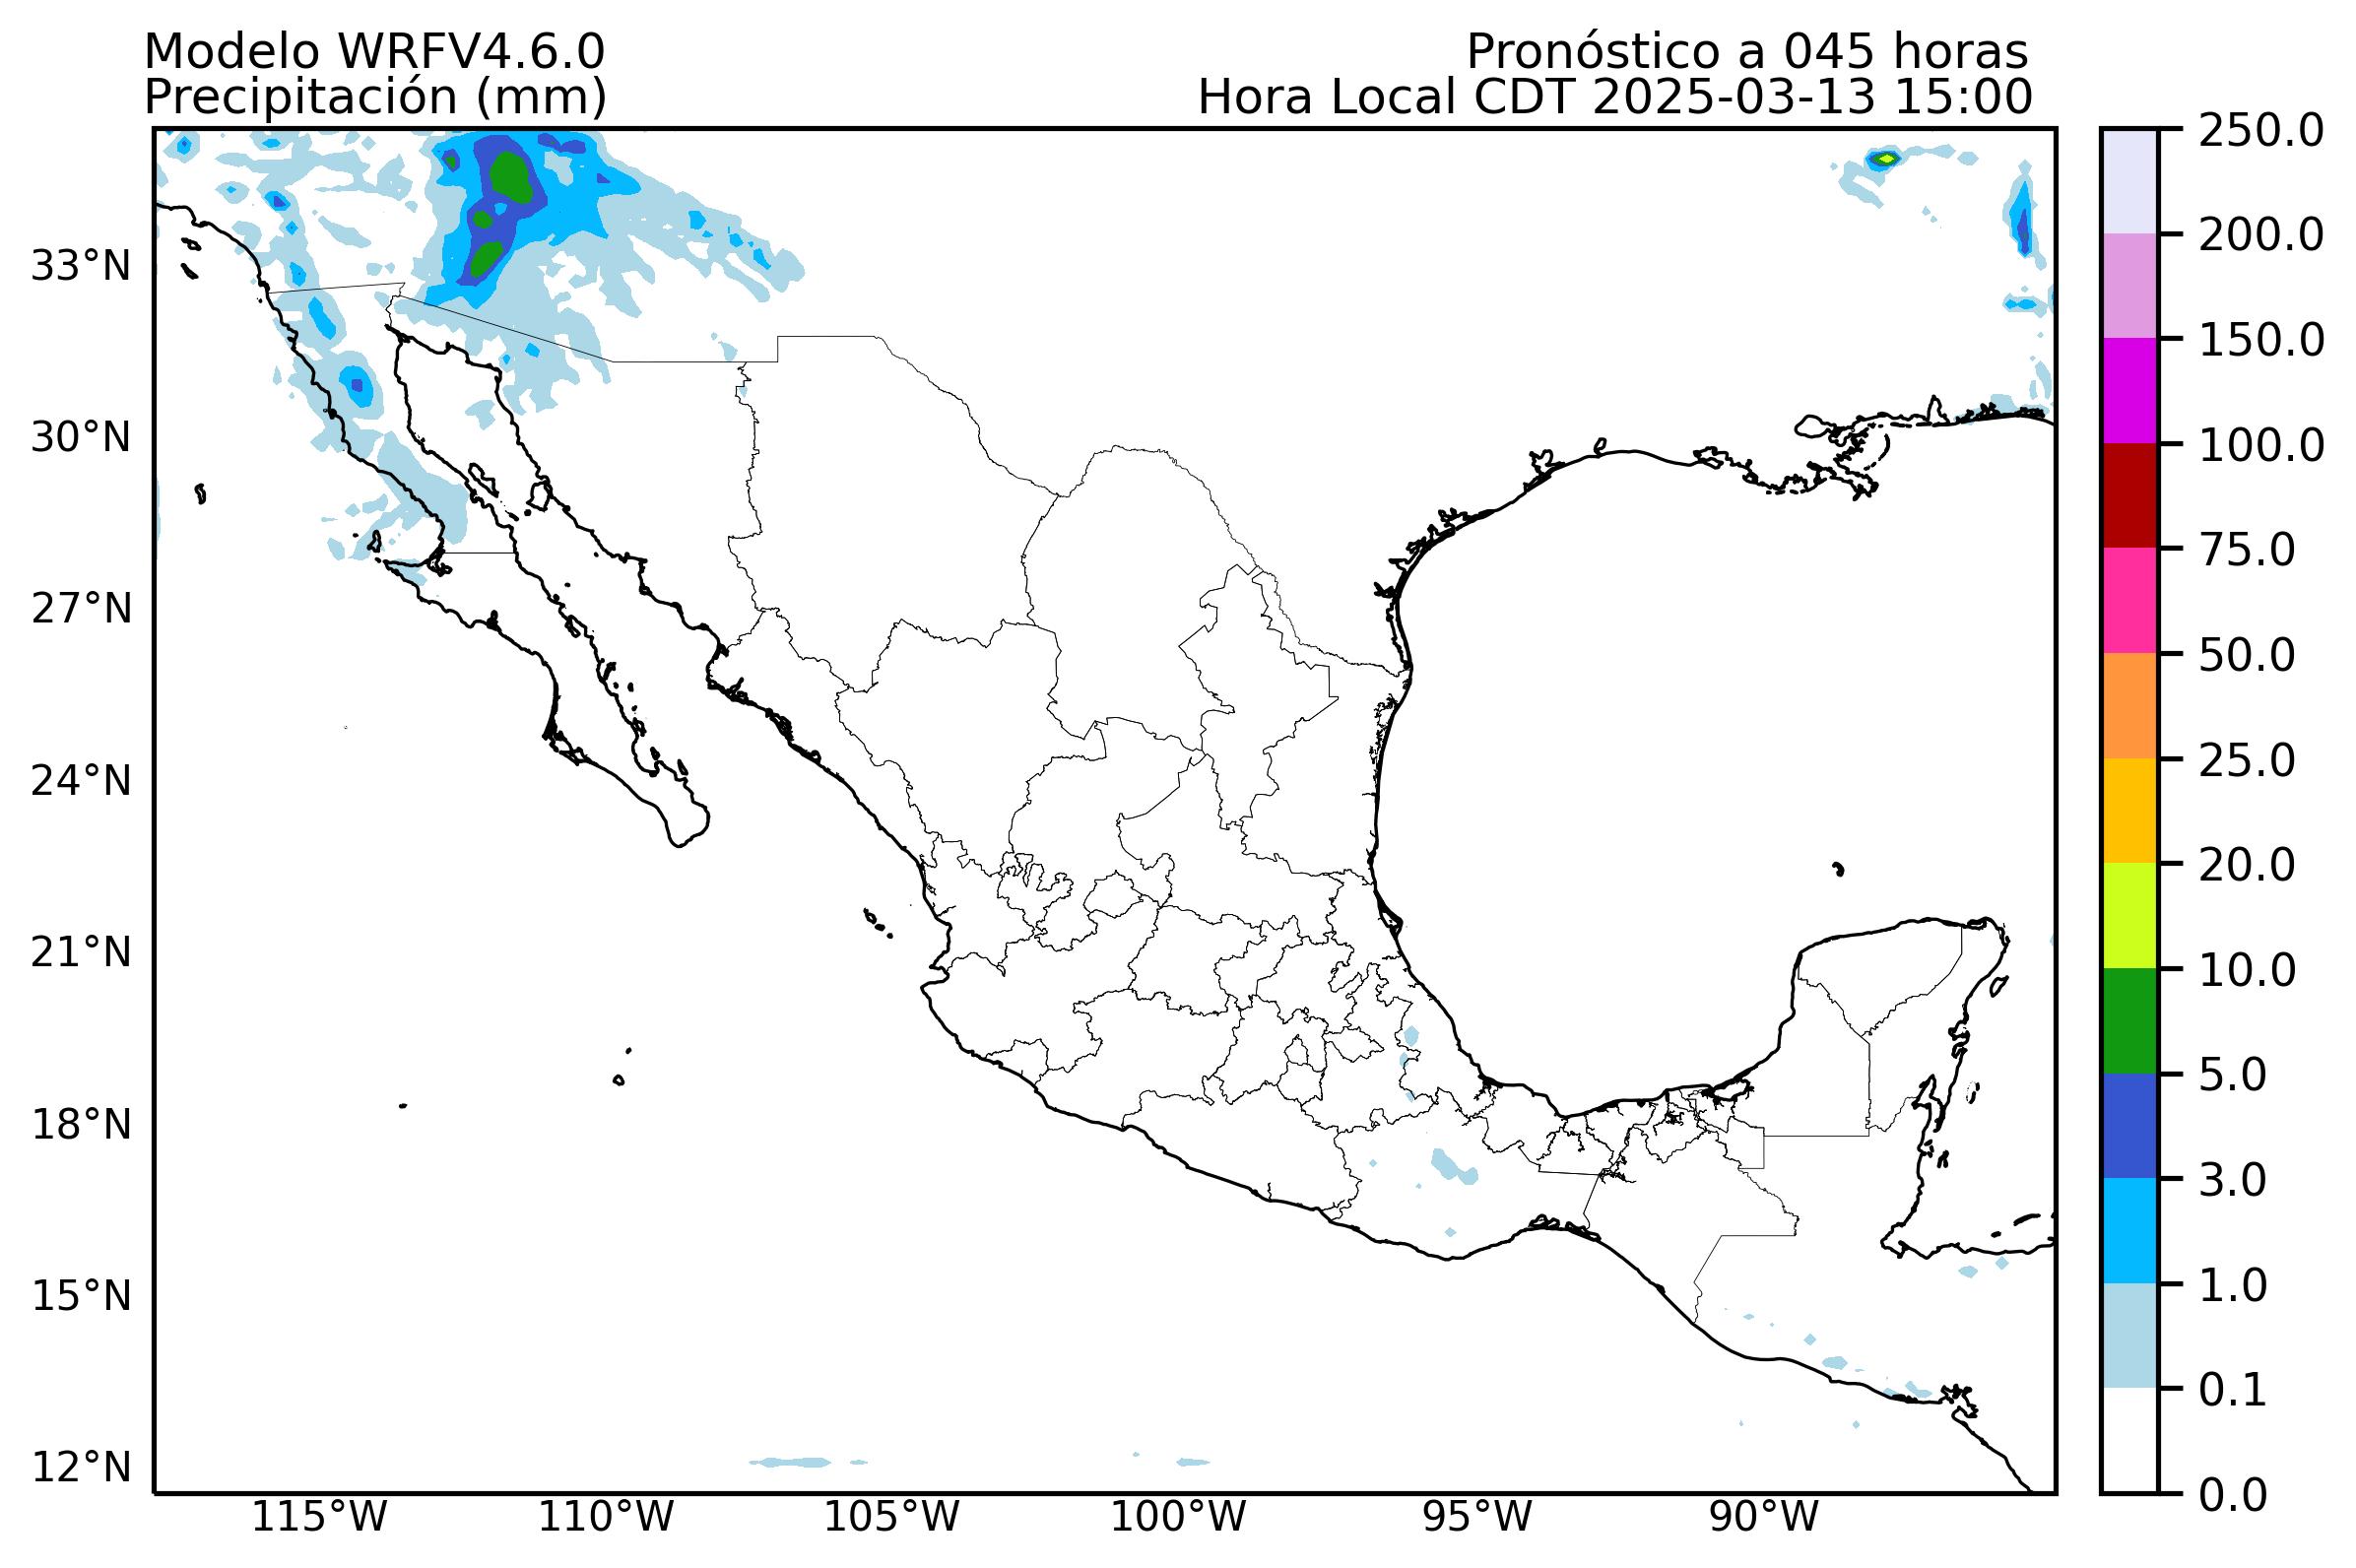 Modelo WRFV4.6.0
Precipitación (mm)
Pronóstico a 045 horas
Hora Local CDT 2025-03-13 15:00
33°N
30°N
27°N
24°N
21°N
18°N
15°N
12°N
115°W
110°W
105°W
100°W
95°W
90°W
250.0
200.0
150.0
100.0
75.0
50.0
25.0
20.0
10.0
5.0
3.0
1.0
0.1
0.0